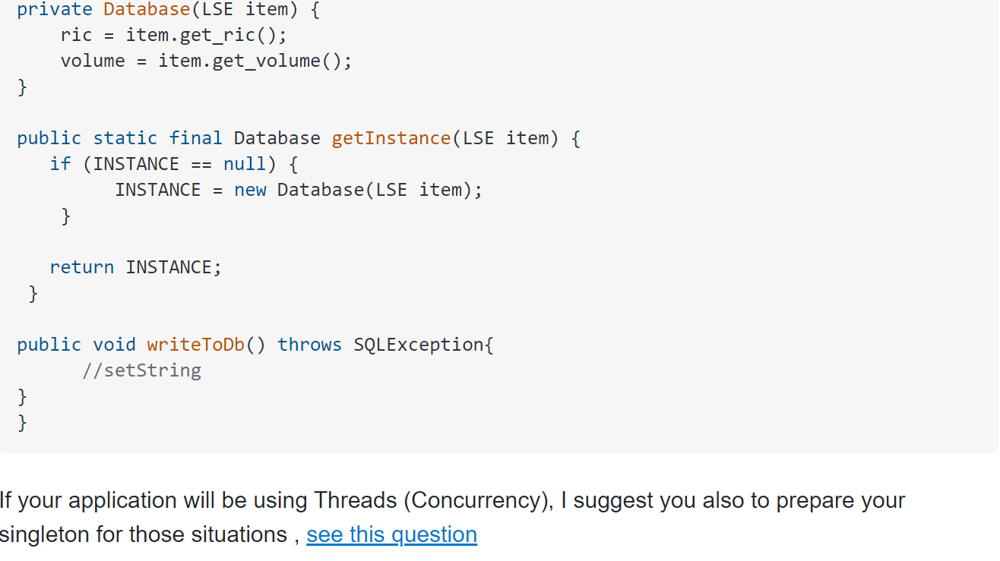 private Database(LSE item) {
    ric = item.get_ric();
    volume = item.get_volume();
}
public static final Database getInstance(LSE item) {
   if (INSTANCE == null) {
         INSTANCE = new Database(LSE item);
    }
   return INSTANCE;
 }
public void writeToDb() throws SQLException{
      //setString
}
}
If your application will be using Threads (Concurrency), I suggest you also to prepare your
singleton for those situations , see this question